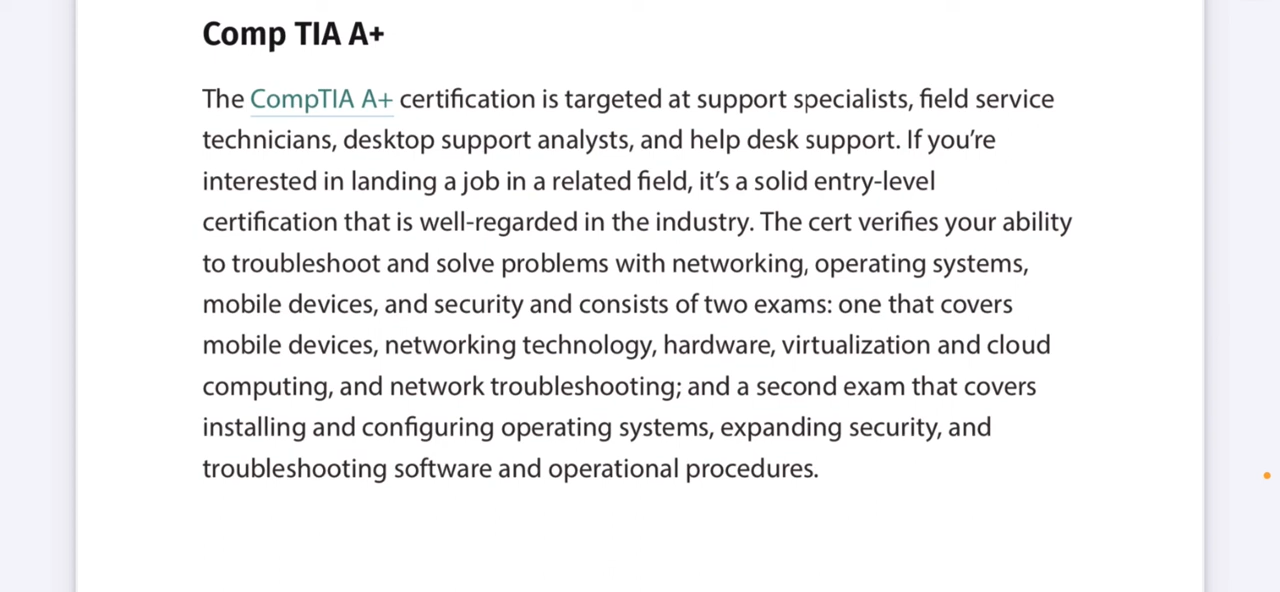 Comp TIA A+
The CompTIA A+ certification is targeted at support specialists, field service
technicians, desktop support analysts, and help desk support. If you’re
interested in landing a job in a related field, it’s a solid entry-level
certification that is well-regarded in the industry. The cert verifies your ability
to troubleshoot and solve problems with networking, operating systems,
mobile devices, and security and consists of two exams: one that covers
mobile devices, networking technology, hardware, virtualization and cloud
computing, and network troubleshooting; and a second exam that covers
installing and configuring operating systems, expanding security, and
troubleshooting software and operational procedures.